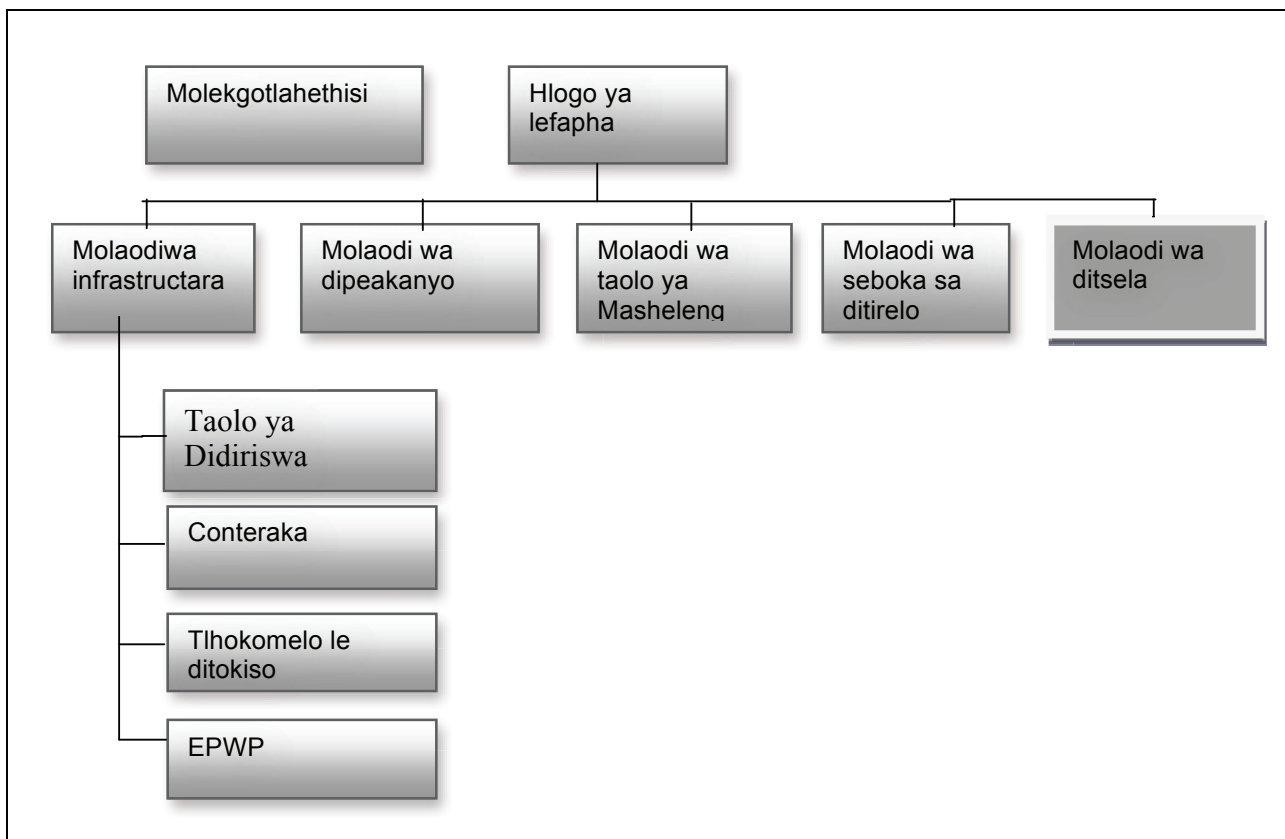 Molekgotlahethisi
Hlogo ya
lefapha
Molaodiwa
infrastructara
Molaodi wa
dipeakanyo
Molaodi wa
taolo ya
Masheleng
Molaodi wa
seboka sa
ditirelo
Molaodi wa
ditsela
Taolo ya
Didiriswa
Conteraka
Tlhokomelo le
ditokiso
EPWP